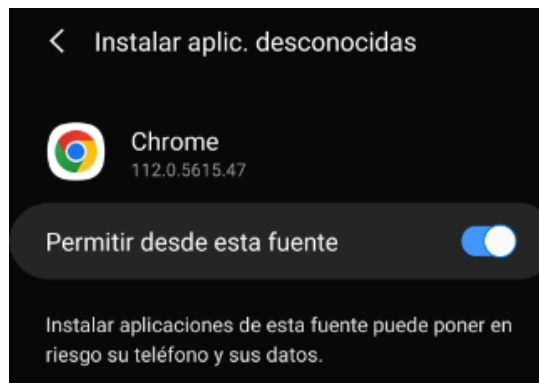 Instalar aplic. desconocidas
Chrome
112.0.5615.47
Permitir desde esta fuente
Instalar aplicaciones de esta fuente puede poner en
riesgo su teléfono y sus datos.